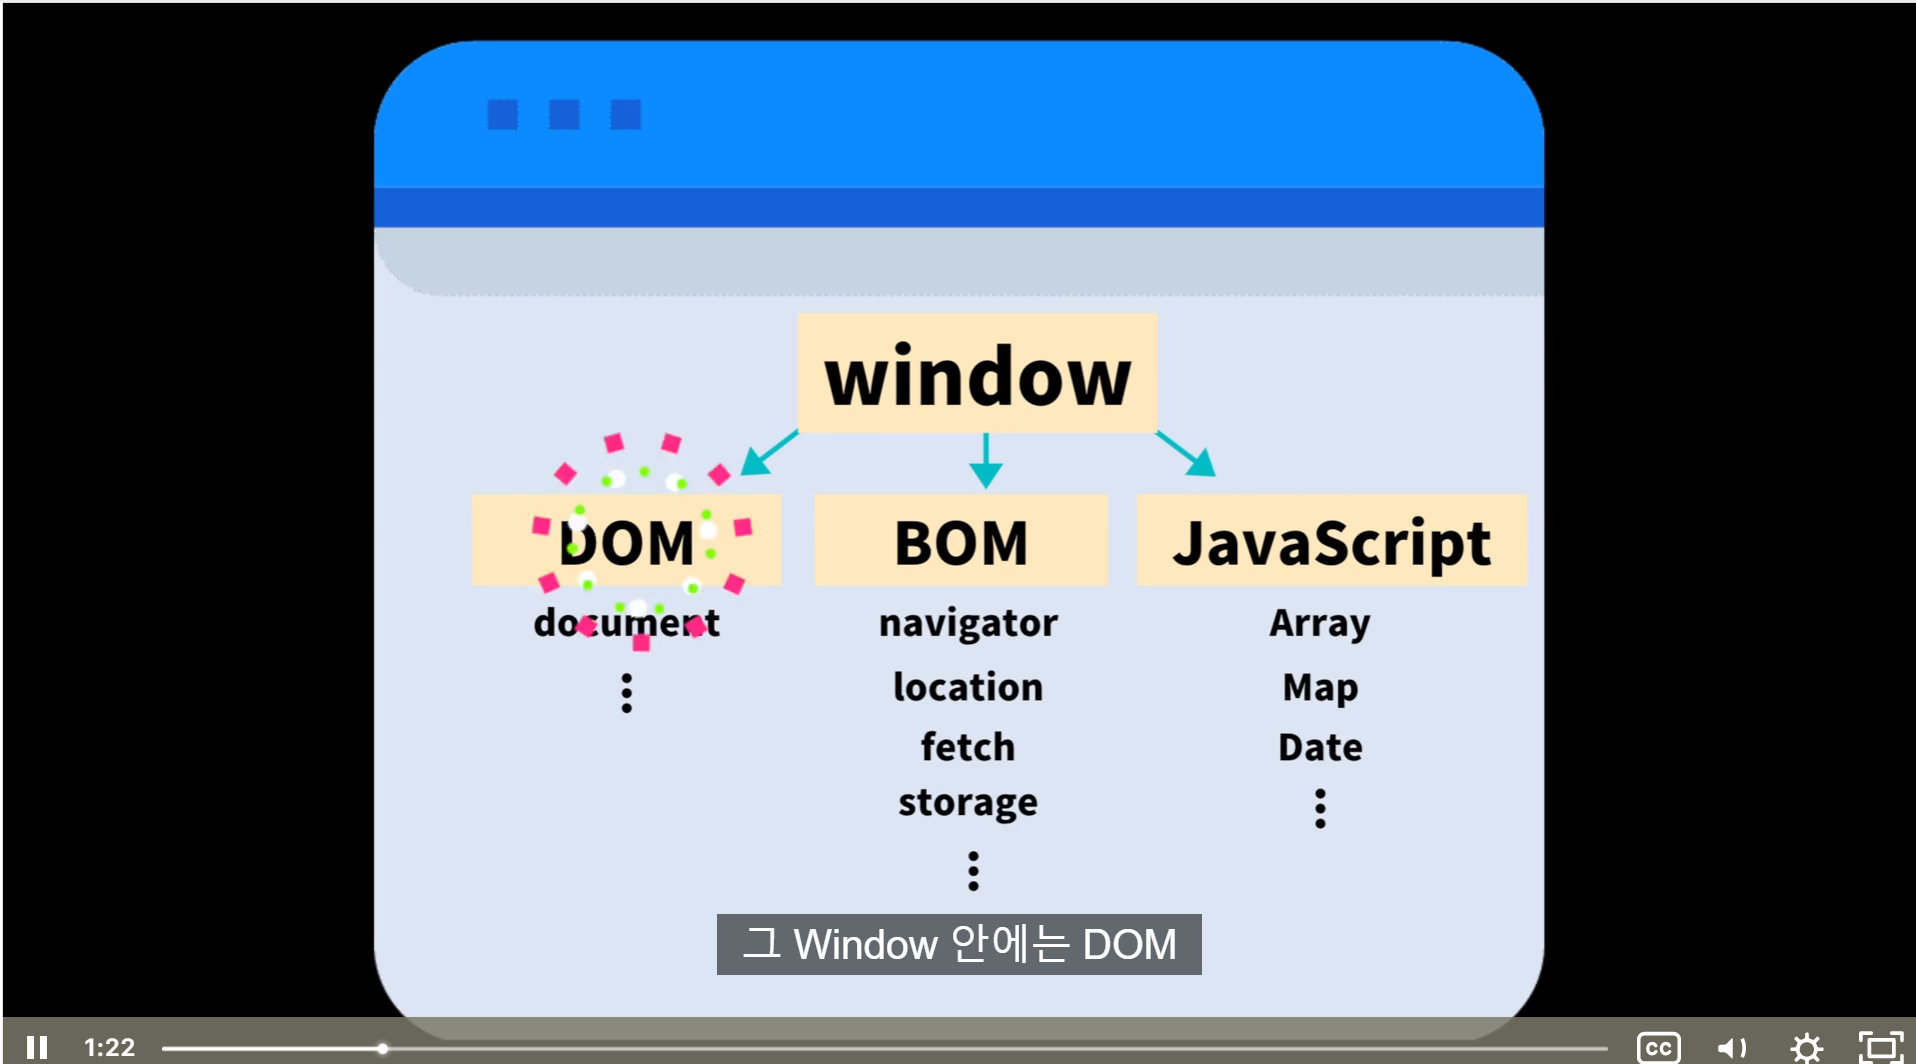 window
DOM
BOM
JavaScript
document
navigator
Array
location
Map
fetch
Date
storage
그 Window 안에는 DOM
1:22
CC